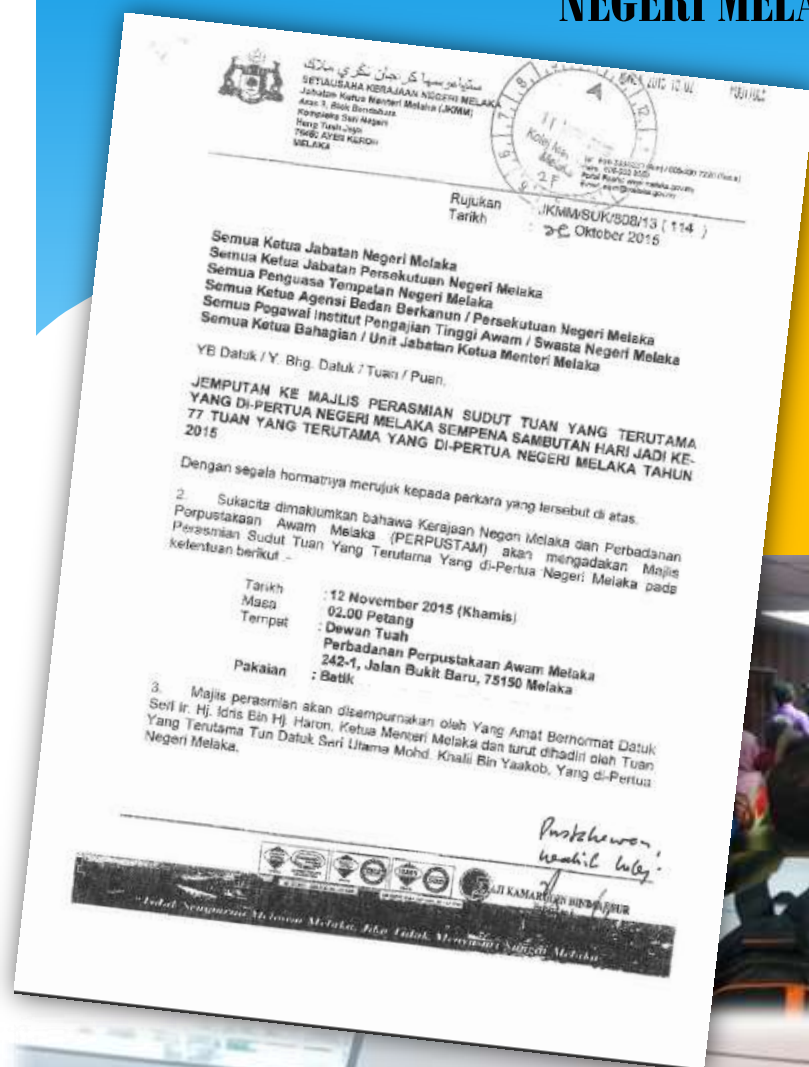 NEGERI MELA
ستياءوسها کراجاءن نݢري ملاک
SETIAUSAHA KERAJAAN NEGERI MELAKA
Jabatan Ketua Menteri Melaka (JKMM)
Aras 3, Blok Bendahara
Kompleks Seri Negeri
Hang Tuah Jaya
75450 AYER KEROH
MELAKA
Rujukan : JKMM/SUK/808/13 ( 114 )
Tarikh : Oktober 2015
Semua Ketua Jabatan Negeri Melaka
Semua Ketua Jabatan Persekutuan Negeri Melaka
Semua Penguasa Tempatan Negeri Melaka
Semua Ketua Agensi Badan Berkanun / Persekutuan Negeri Melaka
Semua Pegawai Institut Pengajian Tinggi Awam / Swasta Negeri Melaka
Semua Ketua Bahagian / Unit Jabatan Ketua Menteri Melaka
YB Datuk / Y. Bhg. Datuk / Tuan / Puan,
JEMPUTAN KE MAJLIS PERASMIAN SUDUT TUAN YANG TERUTAMA
YANG DI-PERTUA NEGERI MELAKA SEMPENA SAMBUTAN HARI JADI KE-
77 TUAN YANG TERUTAMA YANG DI-PERTUA NEGERI MELAKA TAHUN
2015
Dengan segala hormatnya merujuk kepada perkara yang tersebut di atas.
2. Sukacita dimaklumkan bahawa Kerajaan Negeri Melaka dan Perbadanan
Perpustakaan Awam Melaka (PERPUSTAM) akan mengadakan Majlis
Perasmian Sudut Tuan Yang Terutama Yang di-Pertua Negeri Melaka pada
ketentuan berikut :-
Tarikh : 12 November 2015 (Khamis)
Masa 02.00 Petang
Tempat : Dewan Tuah
Perbadanan Perpustakaan Awam Melaka
242-1, Jalan Bukit Baru, 75150 Melaka
Pakaian : Batik
3. Majlis perasmian akan disempurnakan oleh Yang Amat Berhormat Datuk
Seri Ir. Hj. Idris Bin Hj. Haron, Ketua Menteri Melaka dan turut dihadiri oleh Tuan
Yang Terutama Tun Datuk Seri Utama Mohd. Khalil Bin Yaakob, Yang di-Pertua
Negeri Melaka.